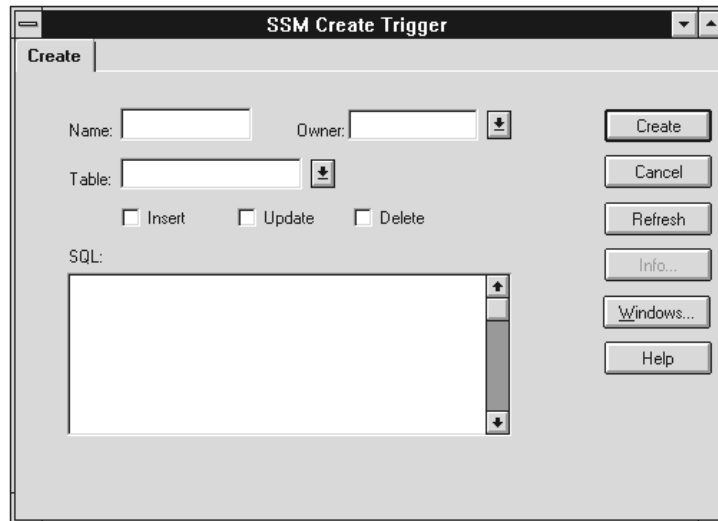 SSM Create Trigger
Create
Name:
Owner:
Create
Table:
Cancel
Insert
Update
Delete
Refresh
SQL:
Info...
Windows...
Help